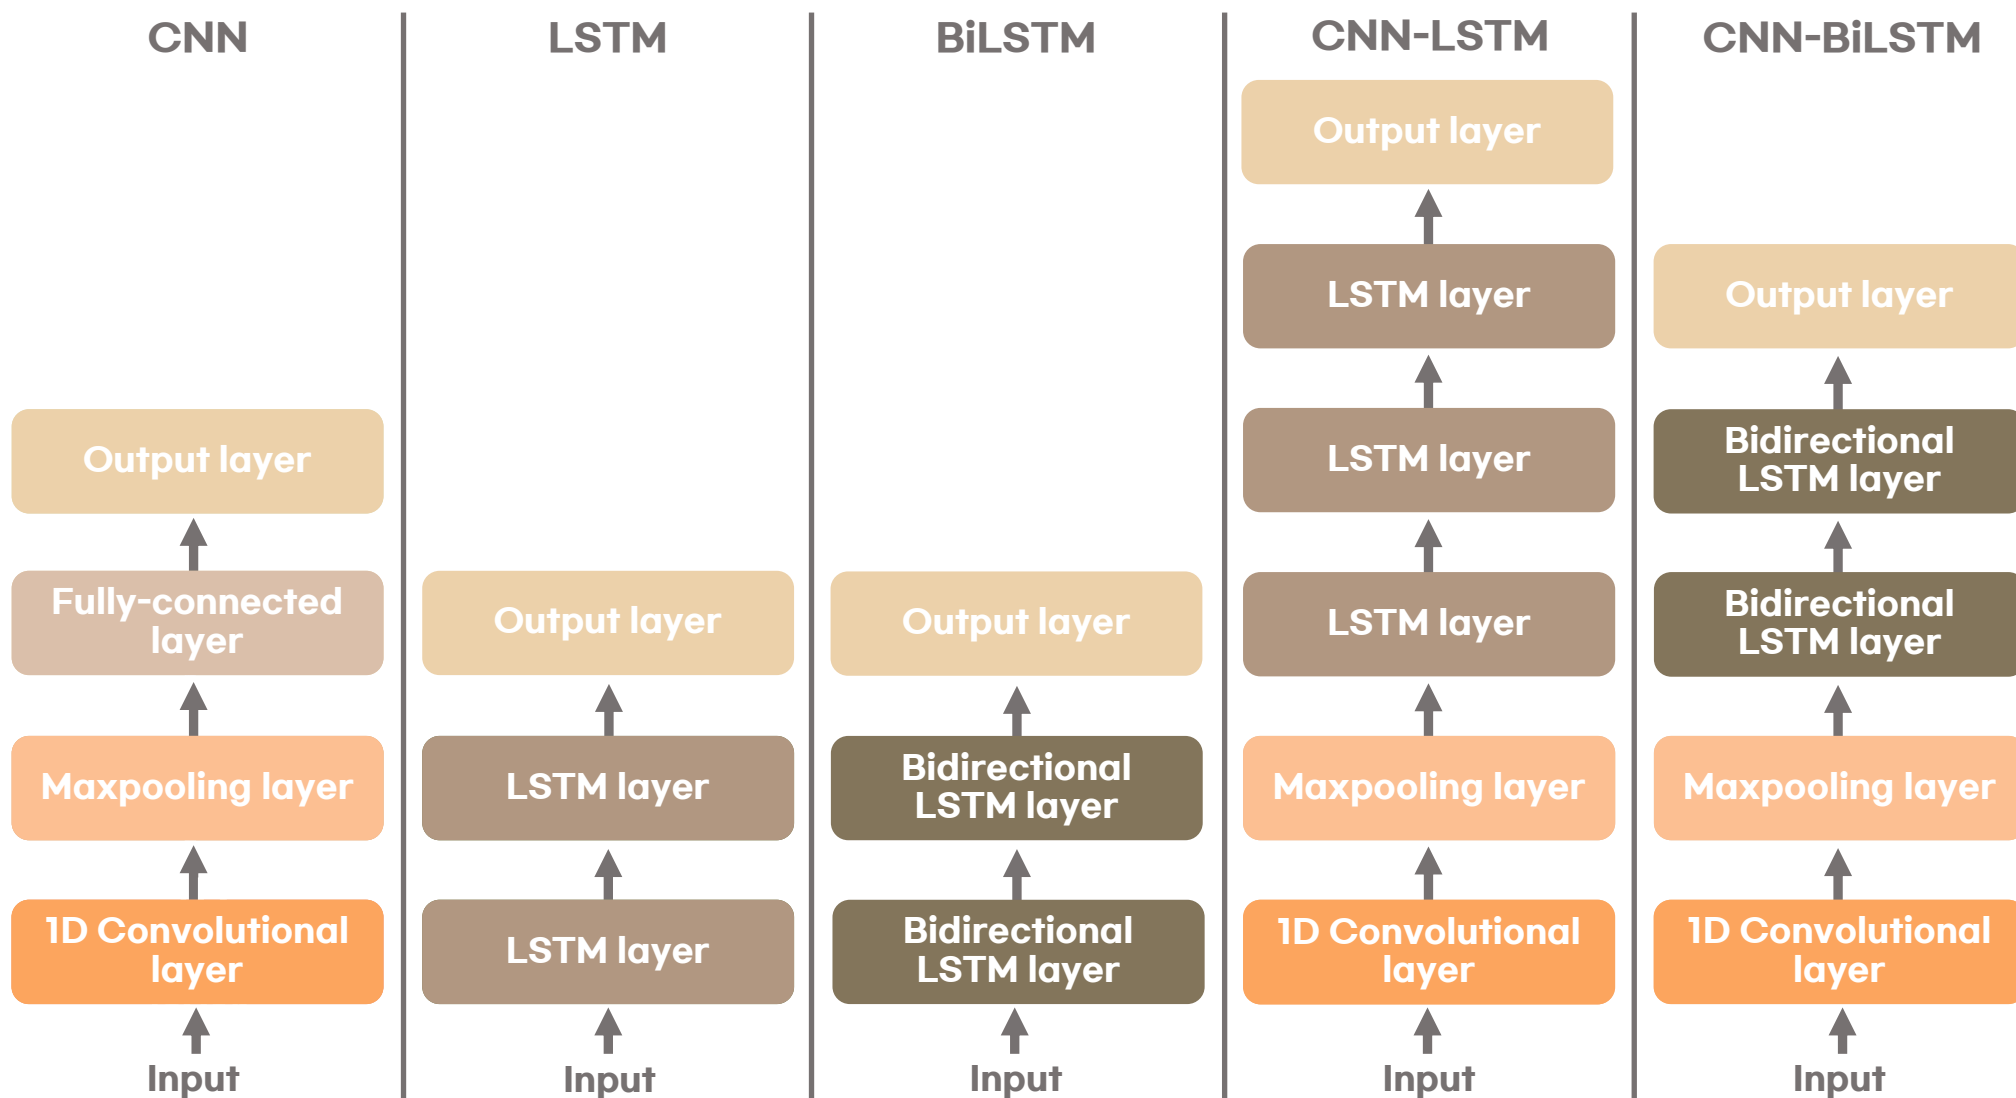 CNN
Output layer
Fully-connected
layer
Maxpooling layer
1D Convolutional
layer
Input
LSTM
Output layer
LSTM layer
LSTM layer
Input
BiLSTM
Output layer
Bidirectional
LSTM layer
Bidirectional
LSTM layer
Input
CNN-LSTM
Output layer
LSTM layer
LSTM layer
LSTM layer
Maxpooling layer
1D Convolutional
layer
Input
CNN-BiLSTM
Output layer
Bidirectional
LSTM layer
Bidirectional
LSTM layer
Maxpooling layer
1D Convolutional
layer
Input